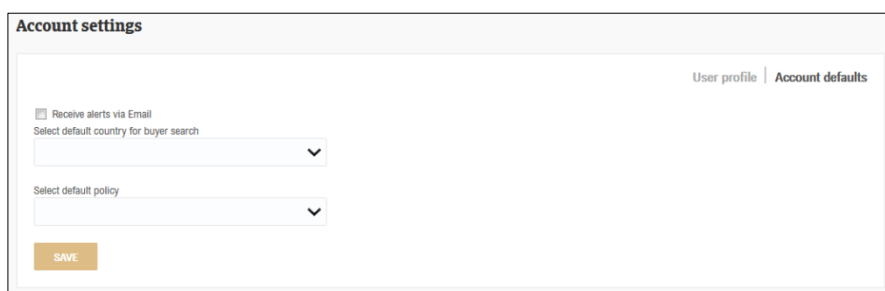 Account settings
User profile | Account defaults
Receive alerts via Email
Select default country for buyer search
Select default policy
SAVE